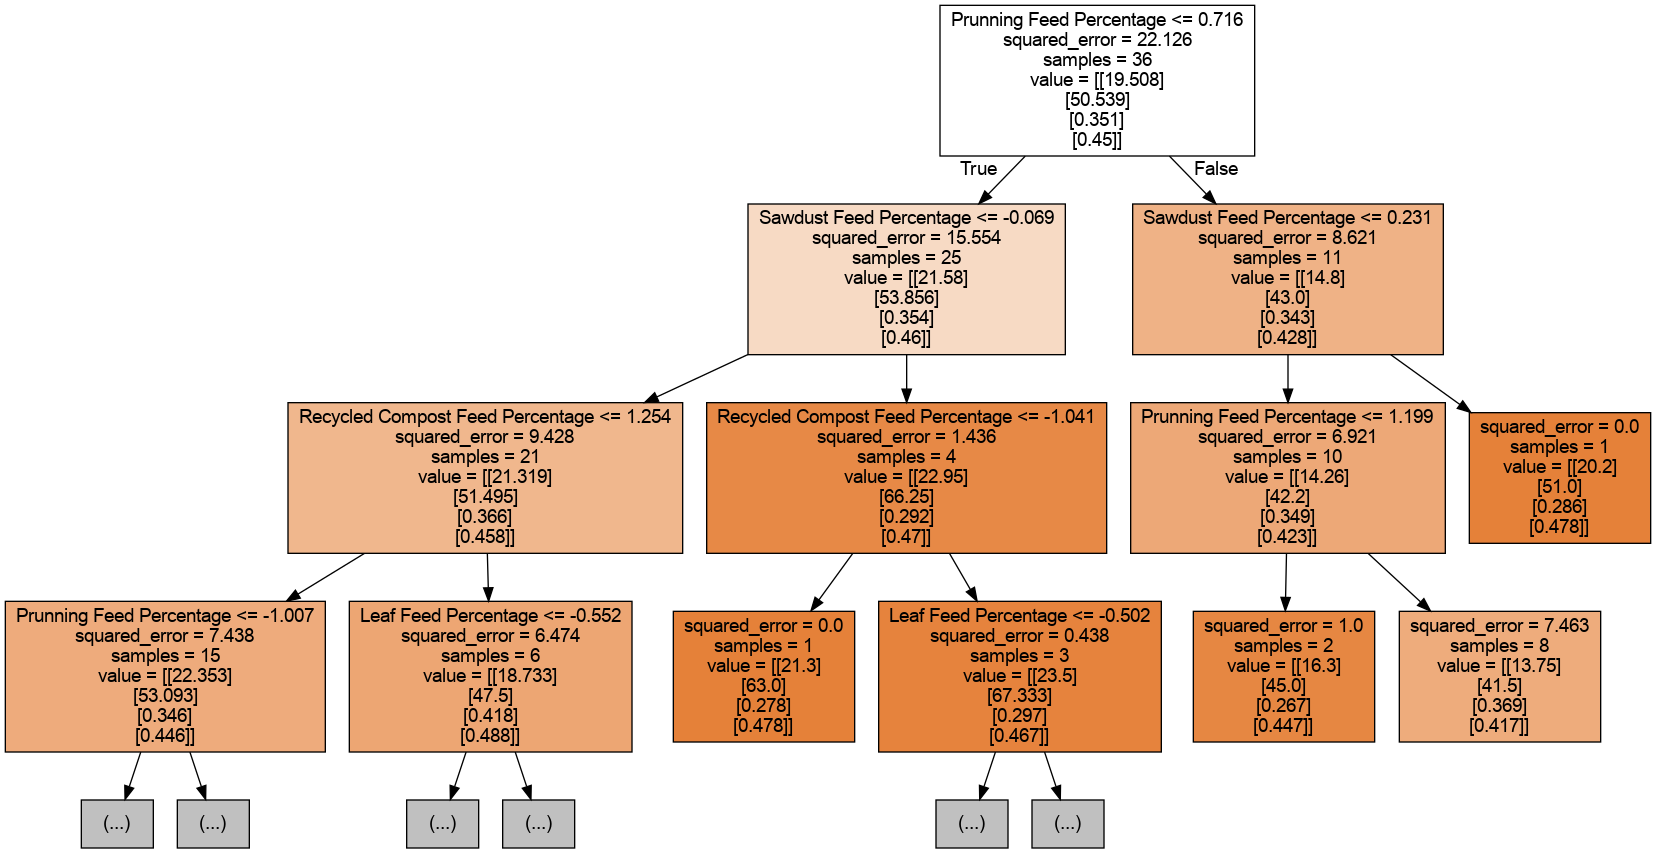 Prunning Feed Percentage <= 0.716
squared_error = 22.126
samples = 36
value = [[19.508]
[50.539]
[0.351]
[0.45]]
True
False
Sawdust Feed Percentage <= -0.069
squared_error = 15.554
samples = 25
value = [[21.58]
[53.856]
[0.354]
[0.46]]
Sawdust Feed Percentage <= 0.231
squared_error = 8.621
samples = 11
value = [[14.8]
[43.0]
[0.343]
[0.428]]
Recycled Compost Feed Percentage <= 1.254
squared_error = 9.428
samples = 21
value = [[21.319]
[51.495]
[0.366]
[0.458]]
Recycled Compost Feed Percentage <= -1.041
squared_error = 1.436
samples = 4
value = [[22.95]
[66.25]
[0.292]
[0.47]]
Prunning Feed Percentage <= 1.199
squared_error = 6.921
samples = 10
value = [[14.26]
[42.2]
[0.349]
[0.423]]
squared_error = 0.0
samples = 1
value = [[20.2]
[51.0]
[0.286]
[0.478]]
Prunning Feed Percentage <= -1.007
squared_error = 7.438
samples = 15
value = [[22.353]
[53.093]
[0.346]
[0.446]]
Leaf Feed Percentage <= -0.552
squared_error = 6.474
samples = 6
value = [[18.733]
[47.5]
[0.418]
[0.488]]
squared_error = 0.0
samples = 1
value = [[21.3]
[63.0]
[0.278]
[0.478]]
Leaf Feed Percentage <= -0.502
squared_error = 0.438
samples = 3
value = [[23.5]
[67.333]
[0.297]
[0.467]]
squared_error = 1.0
samples = 2
value = [[16.3]
[45.0]
[0.267]
[0.447]]
squared_error = 7.463
samples = 8
value = [[13.75]
[41.5]
[0.369]
[0.417]]
(...)
(...)
(...)
(...)
(...)
(...)